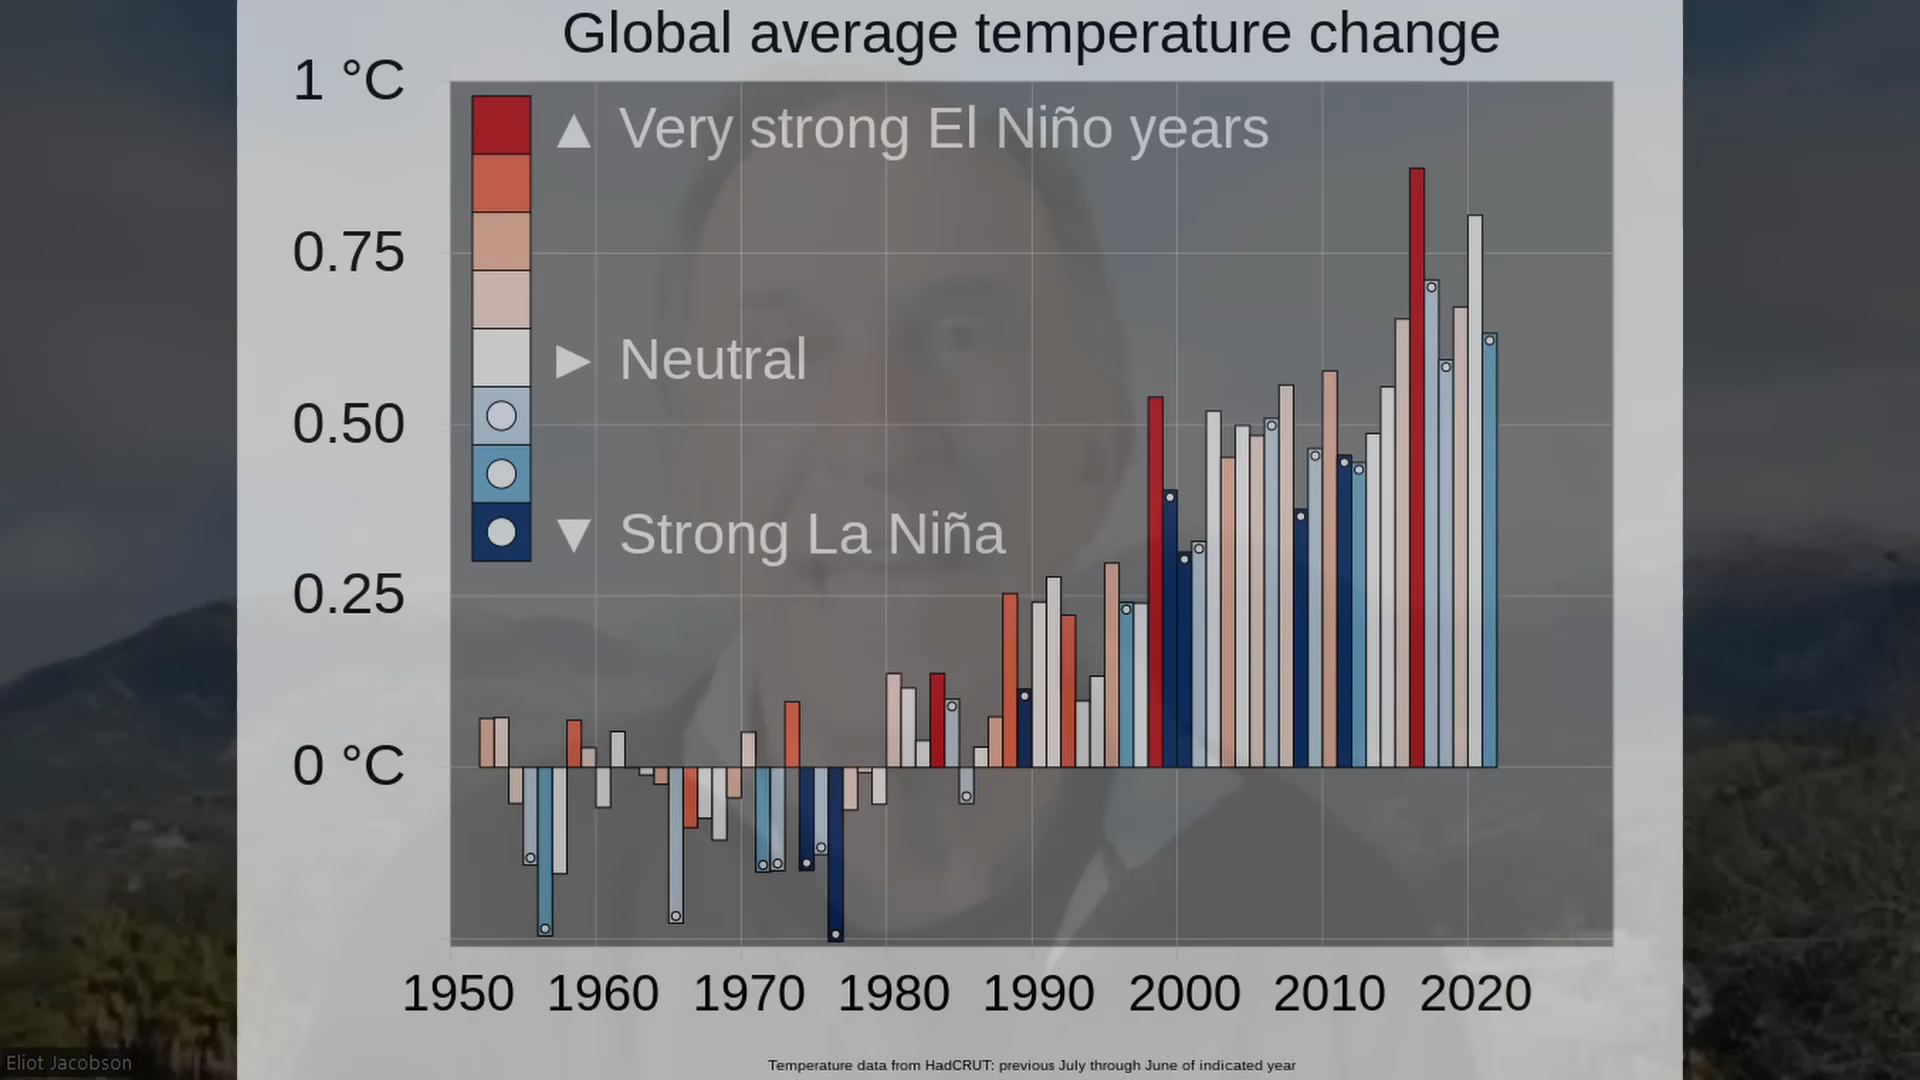 Global average temperature change
1 °C
▲ Very strong El Niño years
0.75
► Neutral
0.50
▼ Strong La Niña
0.25
0 °C
1950 1960 1970 1980 1990 2000 2010 2020
Eliot Jacobson
Temperature data from HadCRUT: previous July through June of indicated year